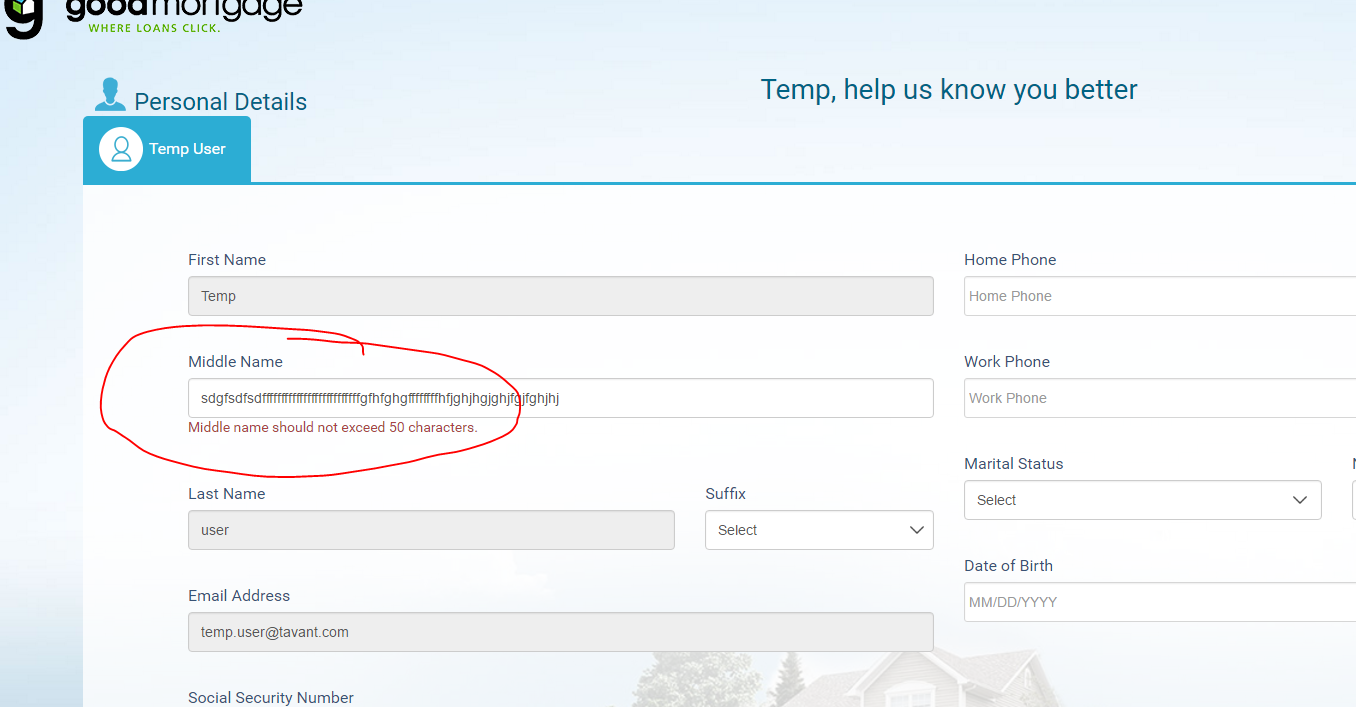 goodmortgage
WHERE LOANS CLICK.
Personal Details
Temp, help us know you better
Temp User
First Name
Temp
Home Phone
Home Phone
Middle Name
Middle name should not exceed 50 characters.
Work Phone
Work Phone
Last Name
user
Suffix
Select
Marital Status
Select
Email Address
temp.user@tavant.com
Date of Birth
MM/DD/YYYY
Social Security Number